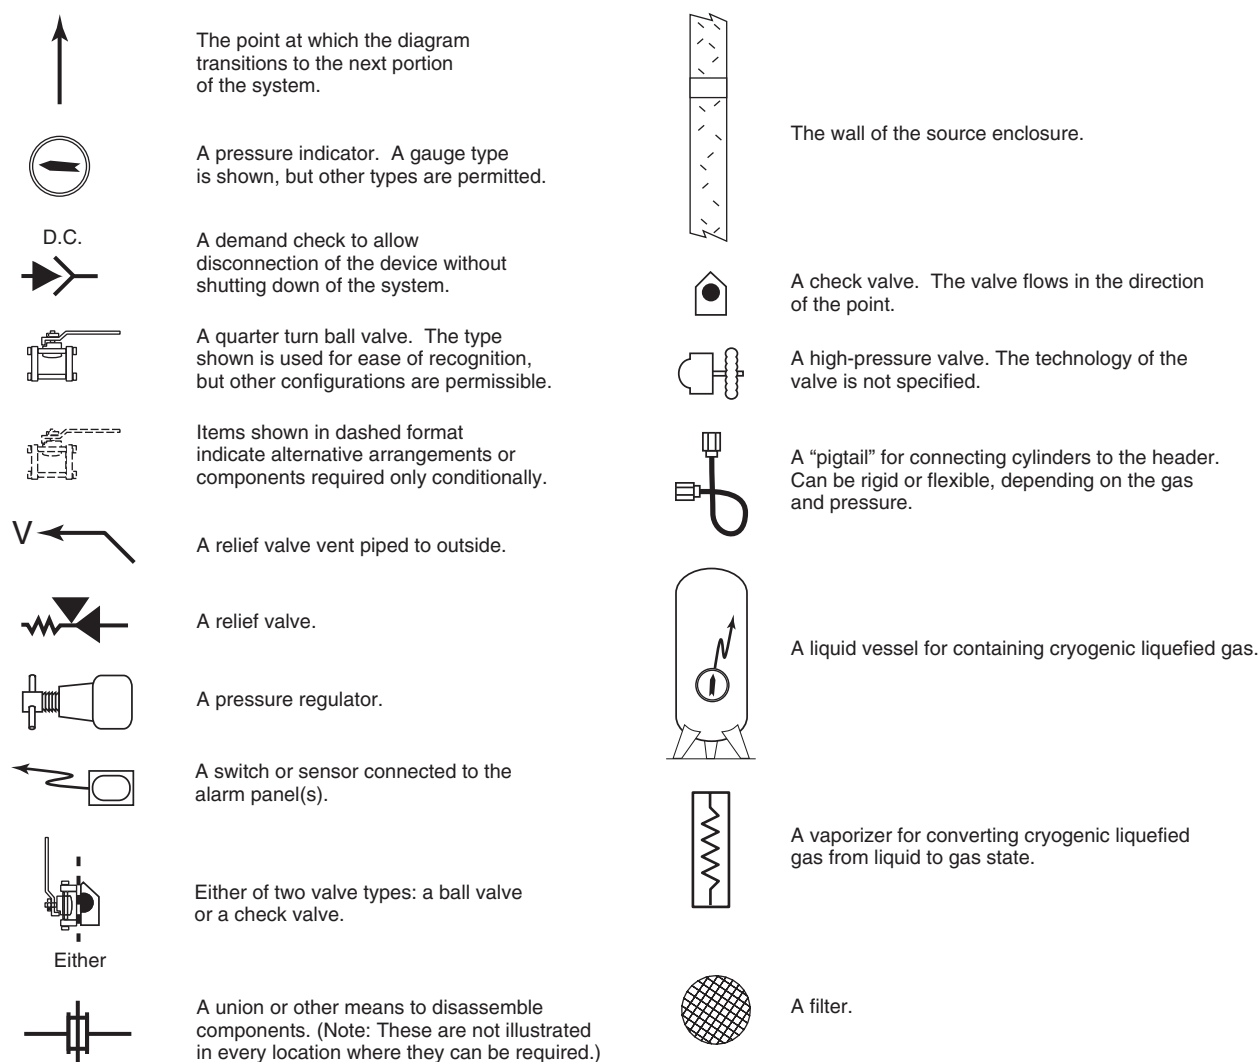 The point at which the diagram
transitions to the next portion
of the system.
A pressure indicator.  A gauge type
is shown, but other types are permitted.
D.C.
A demand check to allow
disconnection of the device without
shutting down of the system.
A quarter turn ball valve.  The type
shown is used for ease of recognition,
but other configurations are permissible.
Items shown in dashed format
indicate alternative arrangements or
components required only conditionally.
V
A relief valve vent piped to outside.
A relief valve.
A pressure regulator.
A switch or sensor connected to the
alarm panel(s).
Either of two valve types: a ball valve
or a check valve.
Either
A union or other means to disassemble
components. (Note: These are not illustrated
in every location where they can be required.)
The wall of the source enclosure.
A check valve.  The valve flows in the direction
of the point.
A high-pressure valve. The technology of the
valve is not specified.
A “pigtail” for connecting cylinders to the header.
Can be rigid or flexible, depending on the gas
and pressure.
A liquid vessel for containing cryogenic liquefied gas.
A vaporizer for converting cryogenic liquefied
gas from liquid to gas state.
A filter.